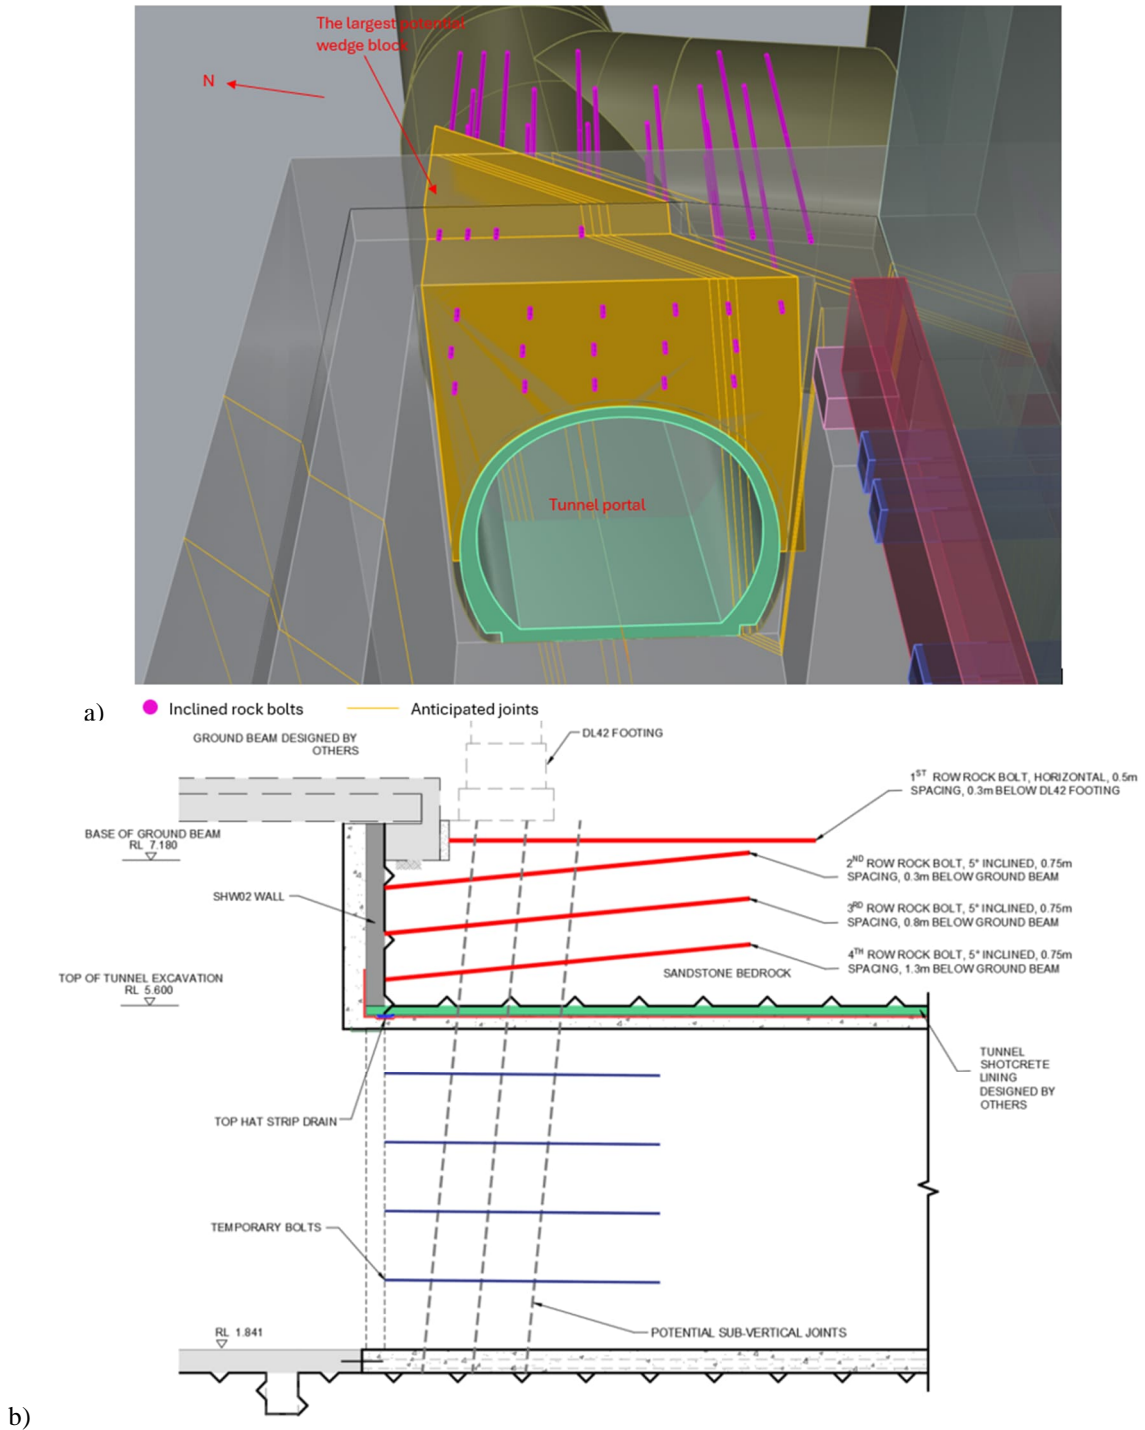 The largest potential
wedge block
N
Tunnel portal
a)
Inclined rock bolts
Anticipated joints
GROUND BEAM DESIGNED BY
OTHERS
DL42 FOOTING
1ST ROW ROCK BOLT, HORIZONTAL, 0.5m
SPACING, 0.3m BELOW DL42 FOOTING
BASE OF GROUND BEAM
RL 7.180
2ND ROW ROCK BOLT, 5° INCLINED, 0.75m
SPACING, 0.3m BELOW GROUND BEAM
SHW02 WALL
3RD ROW ROCK BOLT, 5° INCLINED, 0.75m
SPACING, 0.8m BELOW GROUND BEAM
TOP OF TUNNEL EXCAVATION
RL 5.600
4TH ROW ROCK BOLT, 5° INCLINED, 0.75m
SPACING, 1.3m BELOW GROUND BEAM
SANDSTONE BEDROCK
TUNNEL
SHOTCRETE
LINING
DESIGNED BY
OTHERS
TOP HAT STRIP DRAIN
TEMPORARY BOLTS
RL 1.841
POTENTIAL SUB-VERTICAL JOINTS
b)